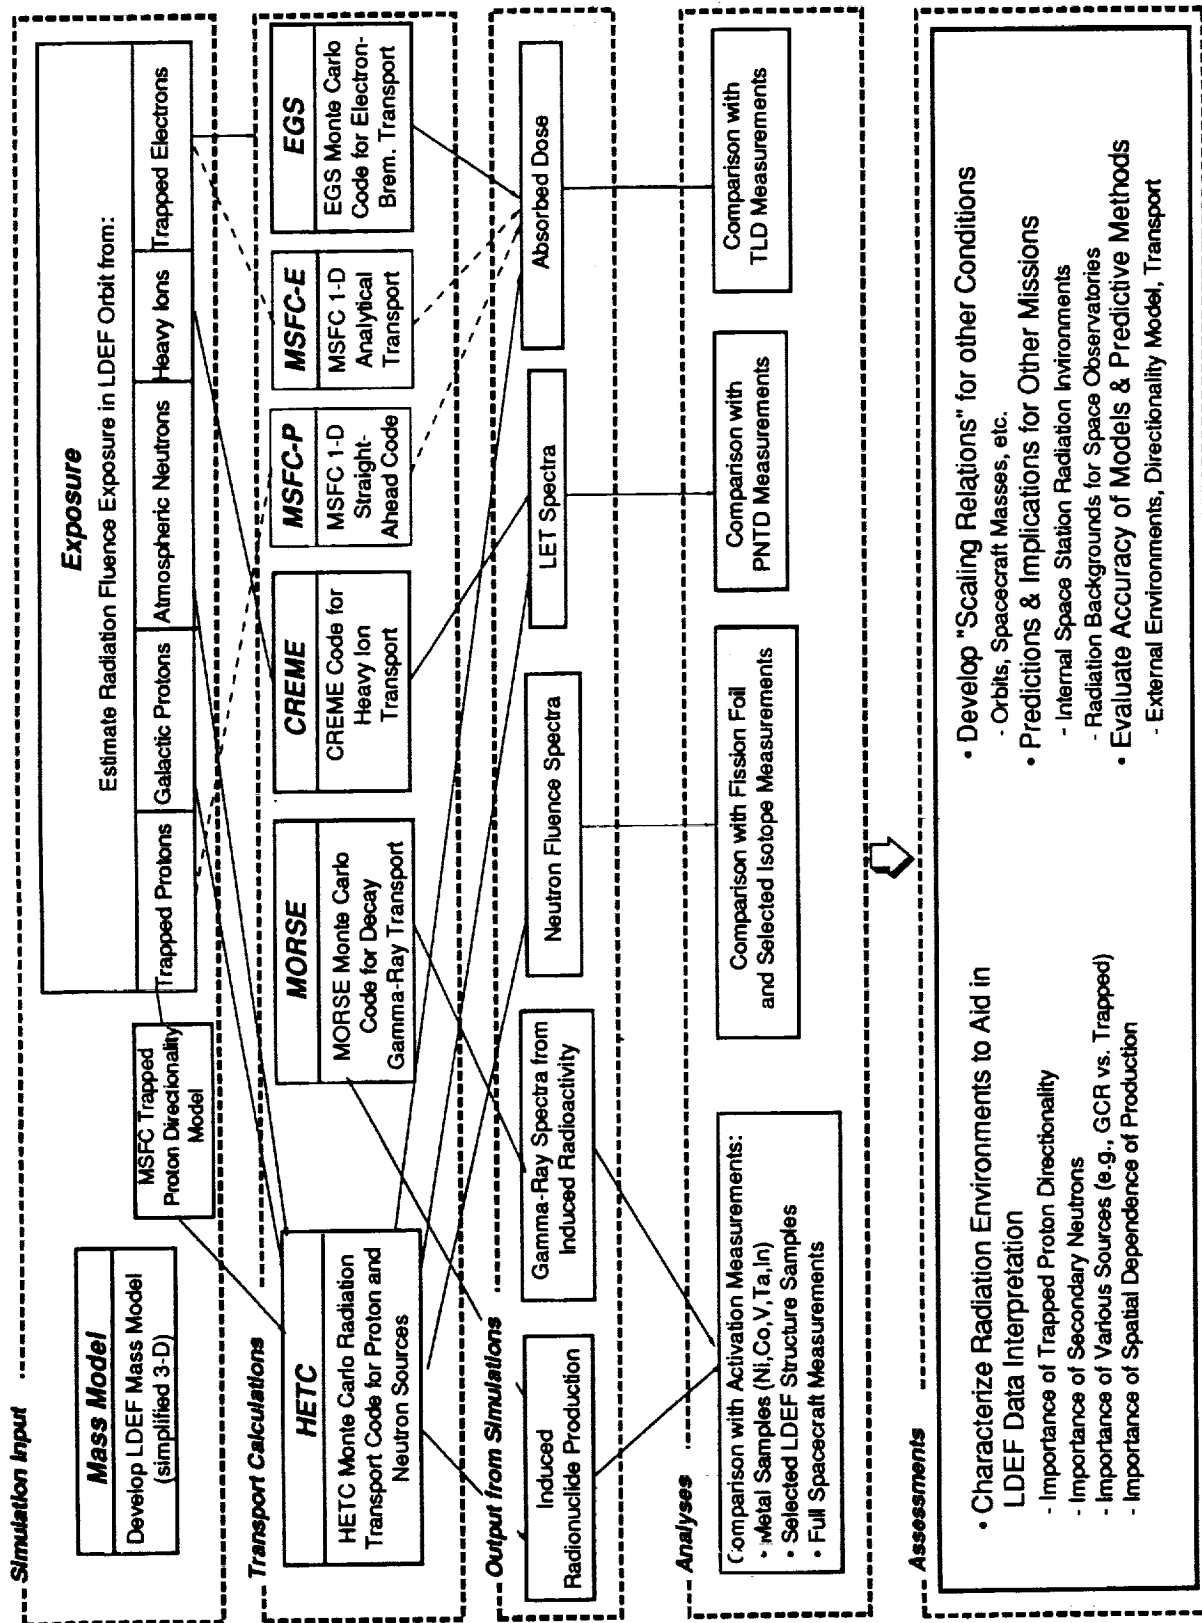 Simulation Input
Mass Model
Develop LDEF Mass Model
(simplified 3-D)
MSFC Trapped
Proton Directionality
Model
Exposure
Estimate Radiation Fluence Exposure in LDEF Orbit from:
Trapped Protons
Galactic Protons
Atmospheric Neutrons
Heavy Ions
Trapped Electrons
Transport Calculations
HETC
HETC Monte Carlo Radiation
Transport Code for Proton and
Neutron Sources
MORSE
MORSE Monte Carlo
Code for Decay
Gamma-Ray Transport
CREME
CREME Code for
Heavy Ion
Transport
MSFC-P
MSFC 1-D
Straight-
Ahead Code
MSFC-E
MSFC 1-D
Analytical
Transport
EGS
EGS Monte Carlo
Code for Electron-
Brem. Transport
Output from Simulations
Induced
Radionuclide Production
Gamma-Ray Spectra from
Induced Radioactivity
Neutron Fluence Spectra
LET Spectra
Absorbed Dose
Analyses
Comparison with Activation Measurements:
• Metal Samples (Ni,Co,V,Ta,In)
• Selected LDEF Structure Samples
• Full Spacecraft Measurements
Comparison with Fission Foil
and Selected Isotope Measurements
Comparison with
PNTD Measurements
Comparison with
TLD Measurements
Assessments
• Characterize Radiation Environments to Aid in
LDEF Data Interpretation
- Importance of Trapped Proton Directionality
- Importance of Secondary Neutrons
- Importance of Various Sources (e.g., GCR vs. Trapped)
- Importance of Spatial Dependence of Production
• Develop "Scaling Relations" for other Conditions
- Orbits, Spacecraft Masses, etc.
• Predictions & Implications for Other Missions
- Internal Space Station Radiation Invironments
- Radiation Backgrounds for Space Observatories
• Evaluate Accuracy of Models & Predictive Methods
- External Environments, Directionality Model, Transport